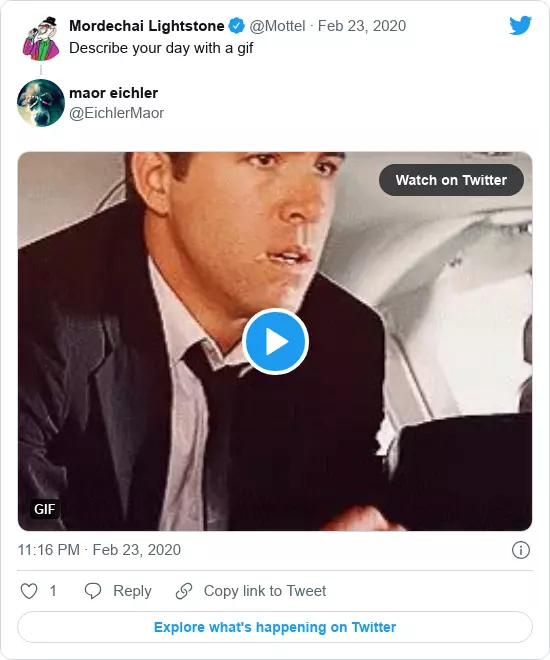 Mordechai Lightstone @Mottel · Feb 23, 2020
Describe your day with a gif
maor eichler
@EichlerMaor
Watch on Twitter
GIF
11:16 PM · Feb 23, 2020
1 Reply Copy link to Tweet
Explore what's happening on Twitter